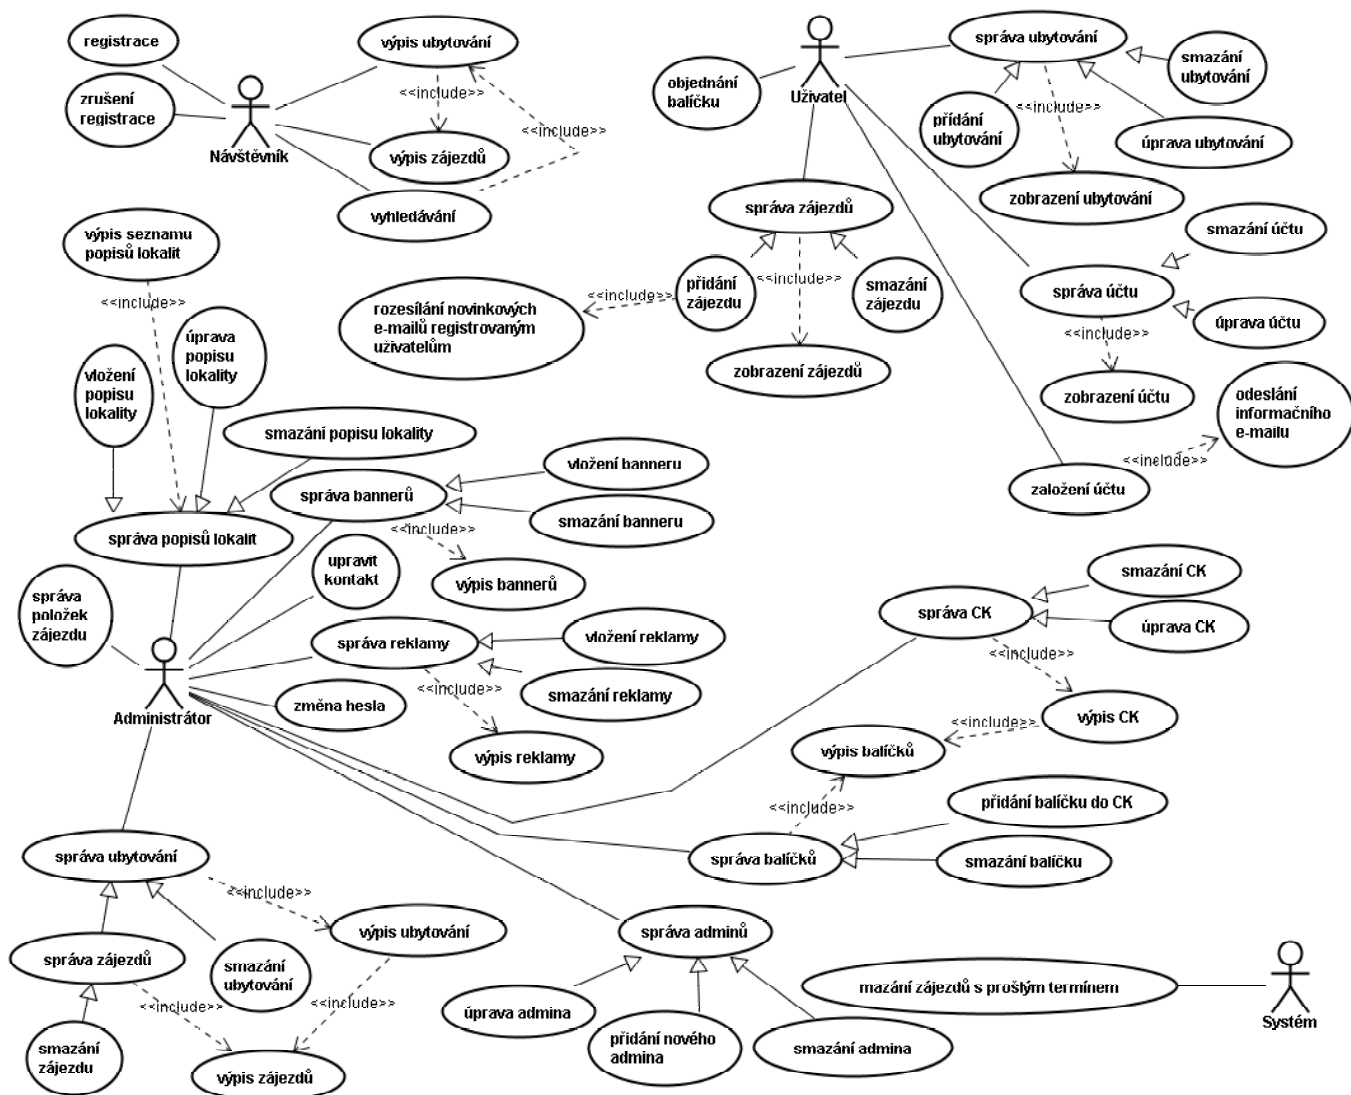 registrace
zrušení
registrace
Návštěvník
výpis ubytování
<<include>>
<<include>>
výpis zájezdů
vyhledávání
objednání
balíčku
Uživatel
správa ubytování
smazání
ubytování
<<include>>
přídání
ubytování
úprava ubytování
zobrazení ubytování
správa zájezdů
přidání
zájezdu
<<include>>
smazání
zájezdu
<<include>>
rozesílání novinkových
e-mailů registrovaným
uživatelům
zobrazení zájezdů
smazání účtu
správa účtu
úprava účtu
<<include>>
zobrazení účtu
odeslání
informačního
e-mailu
<<include>>
založení účtu
výpis seznamu
popisů lokalit
<<include>>
úprava
popisu
lokality
vložení
popisu
lokality
smazání popisu lokality
správa popisů lokalit
správa bannerů
vložení banneru
smazání banneru
<<include>>
výpis bannerů
upravit
kontakt
správa
položek
zájezdu
Administrátor
správa reklamy
vložení reklamy
smazání reklamy
<<include>>
výpis reklamy
změna hesla
správa CK
smazání CK
úprava CK
<<include>>
výpis CK
<<include>>
výpis balíčků
<<include>>
přidání balíčku do CK
správa balíčků
smazání balíčku
správa ubytování
<<include>>
výpis ubytování
správa zájezdů
smazání
ubytování
<<include>>
<<include>>
smazání
zájezdu
výpis zájezdů
správa adminů
úprava admina
přidání nového
admina
smazání admina
mazání zájezdů s prošlým termínem
Systém